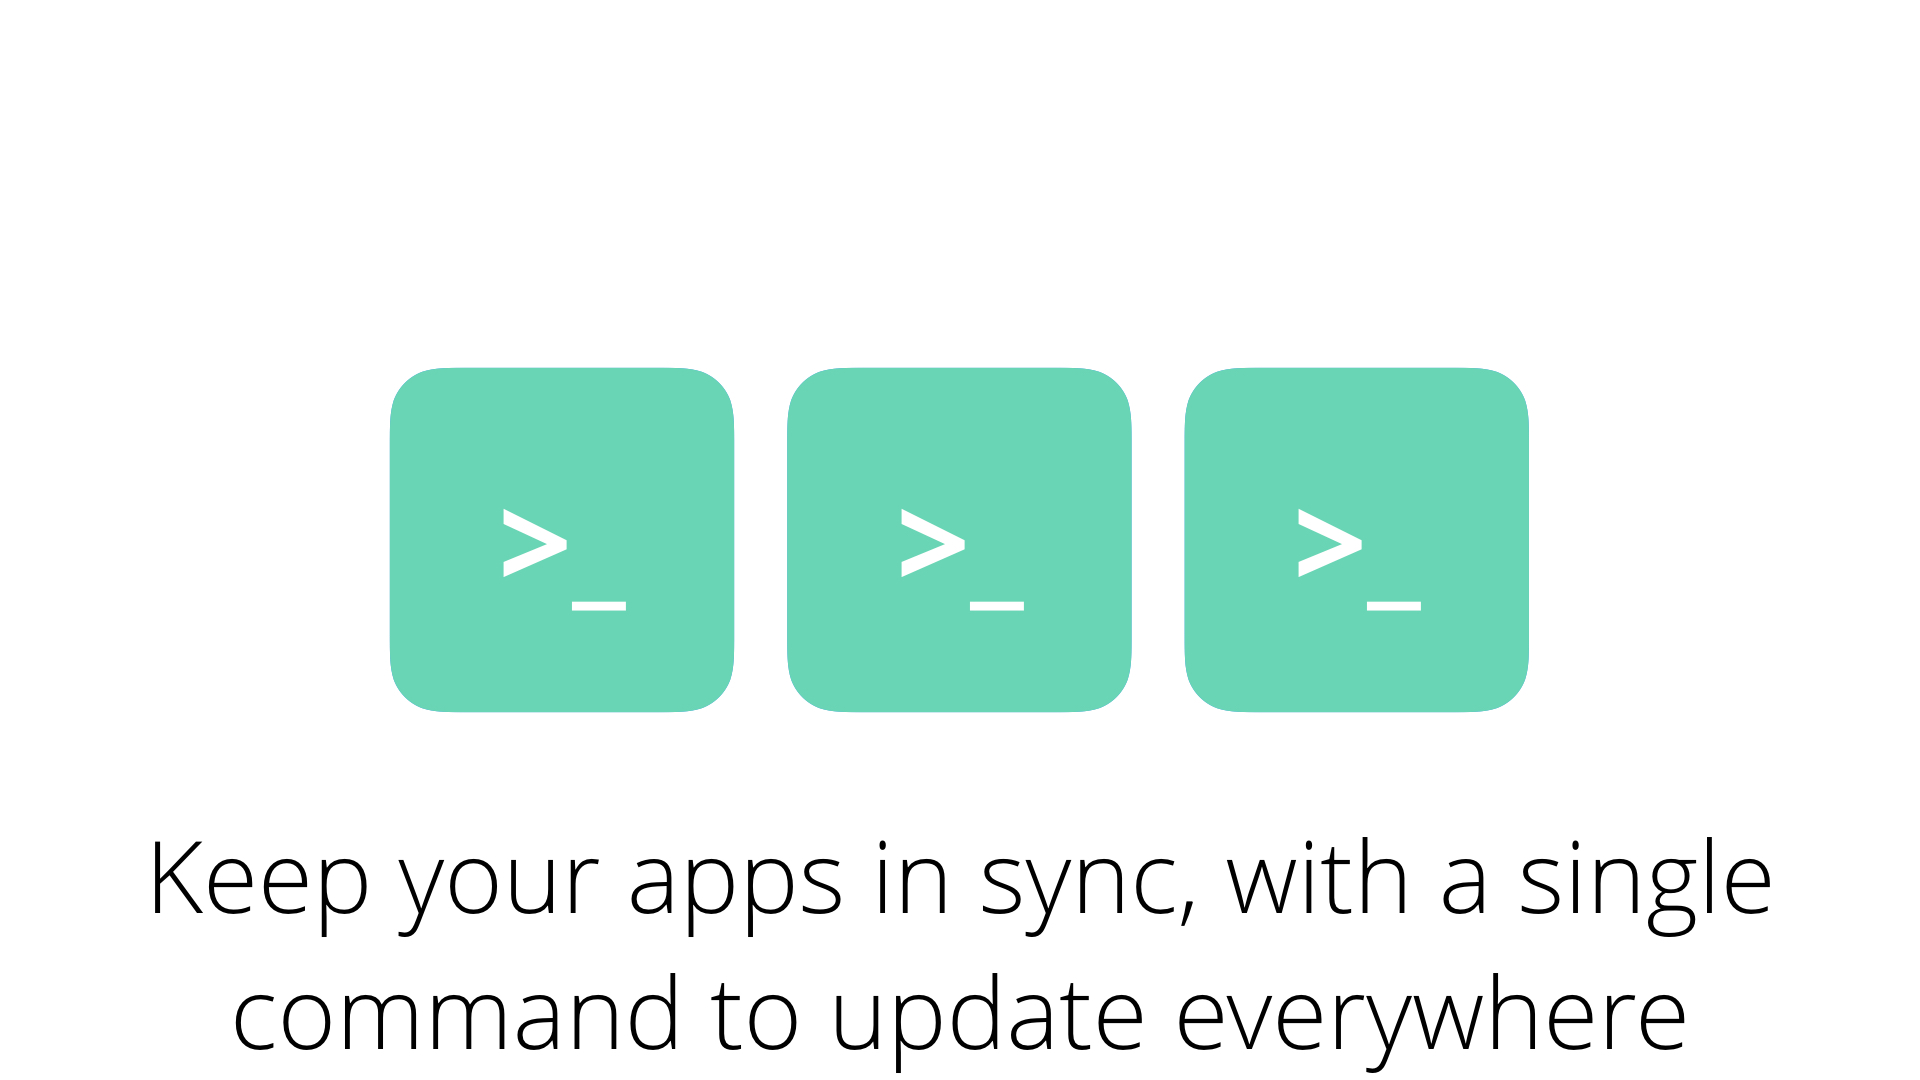 >_ >_ >_
Keep your apps in sync, with a single
command to update everywhere